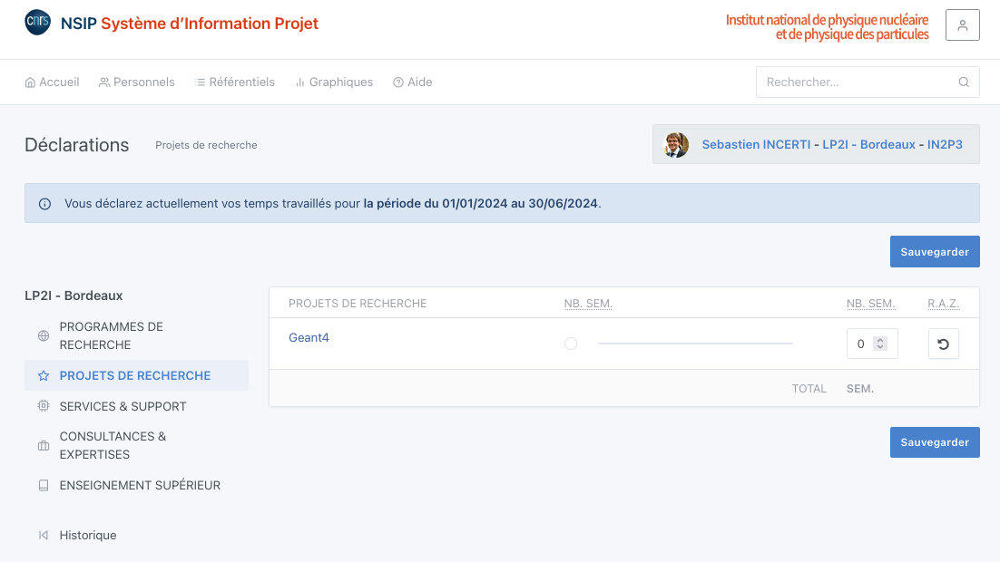 cnrs NSIP Système d'Information Projet
Institut national de physique nucléaire
et de physique des particules
Accueil Personnels Référentiels Graphiques Aide
Rechercher...
Déclarations Projets de recherche
Sebastien INCERTI - LP2I - Bordeaux - IN2P3
Vous déclarez actuellement vos temps travaillés pour la période du 01/01/2024 au 30/06/2024.
Sauvegarder
LP2I - Bordeaux
PROGRAMMES DE
RECHERCHE
PROJETS DE RECHERCHE
SERVICES & SUPPORT
CONSULTANCES &
EXPERTISES
ENSEIGNEMENT SUPÉRIEUR
Historique
PROJETS DE RECHERCHE NB. SEM. NB. SEM. R.A.Z.
Geant4 0
TOTAL SEM.
Sauvegarder